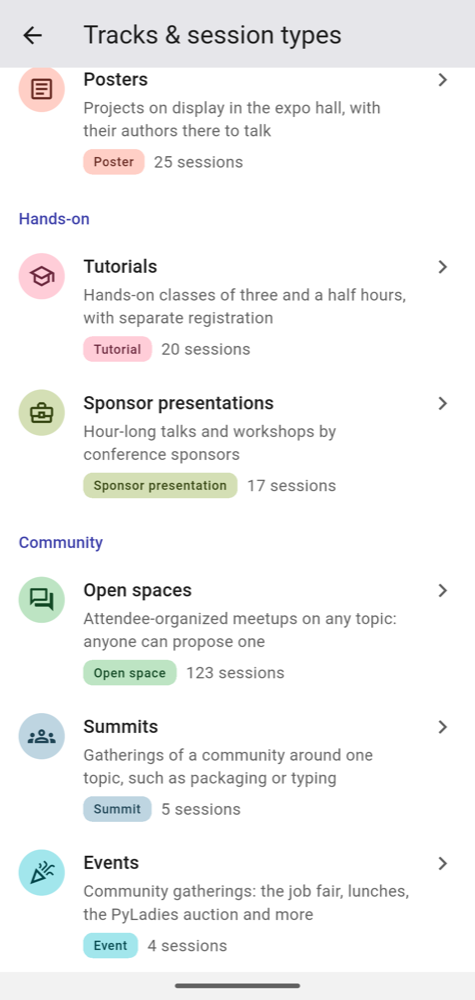 Tracks & session types
Posters
Projects on display in the expo hall, with
their authors there to talk
Poster 25 sessions
Hands-on
Tutorials
Hands-on classes of three and a half hours,
with separate registration
Tutorial 20 sessions
Sponsor presentations
Hour-long talks and workshops by
conference sponsors
Sponsor presentation 17 sessions
Community
Open spaces
Attendee-organized meetups on any topic:
anyone can propose one
Open space 123 sessions
Summits
Gatherings of a community around one
topic, such as packaging or typing
Summit 5 sessions
Events
Community gatherings: the job fair, lunches,
the PyLadies auction and more
Event 4 sessions